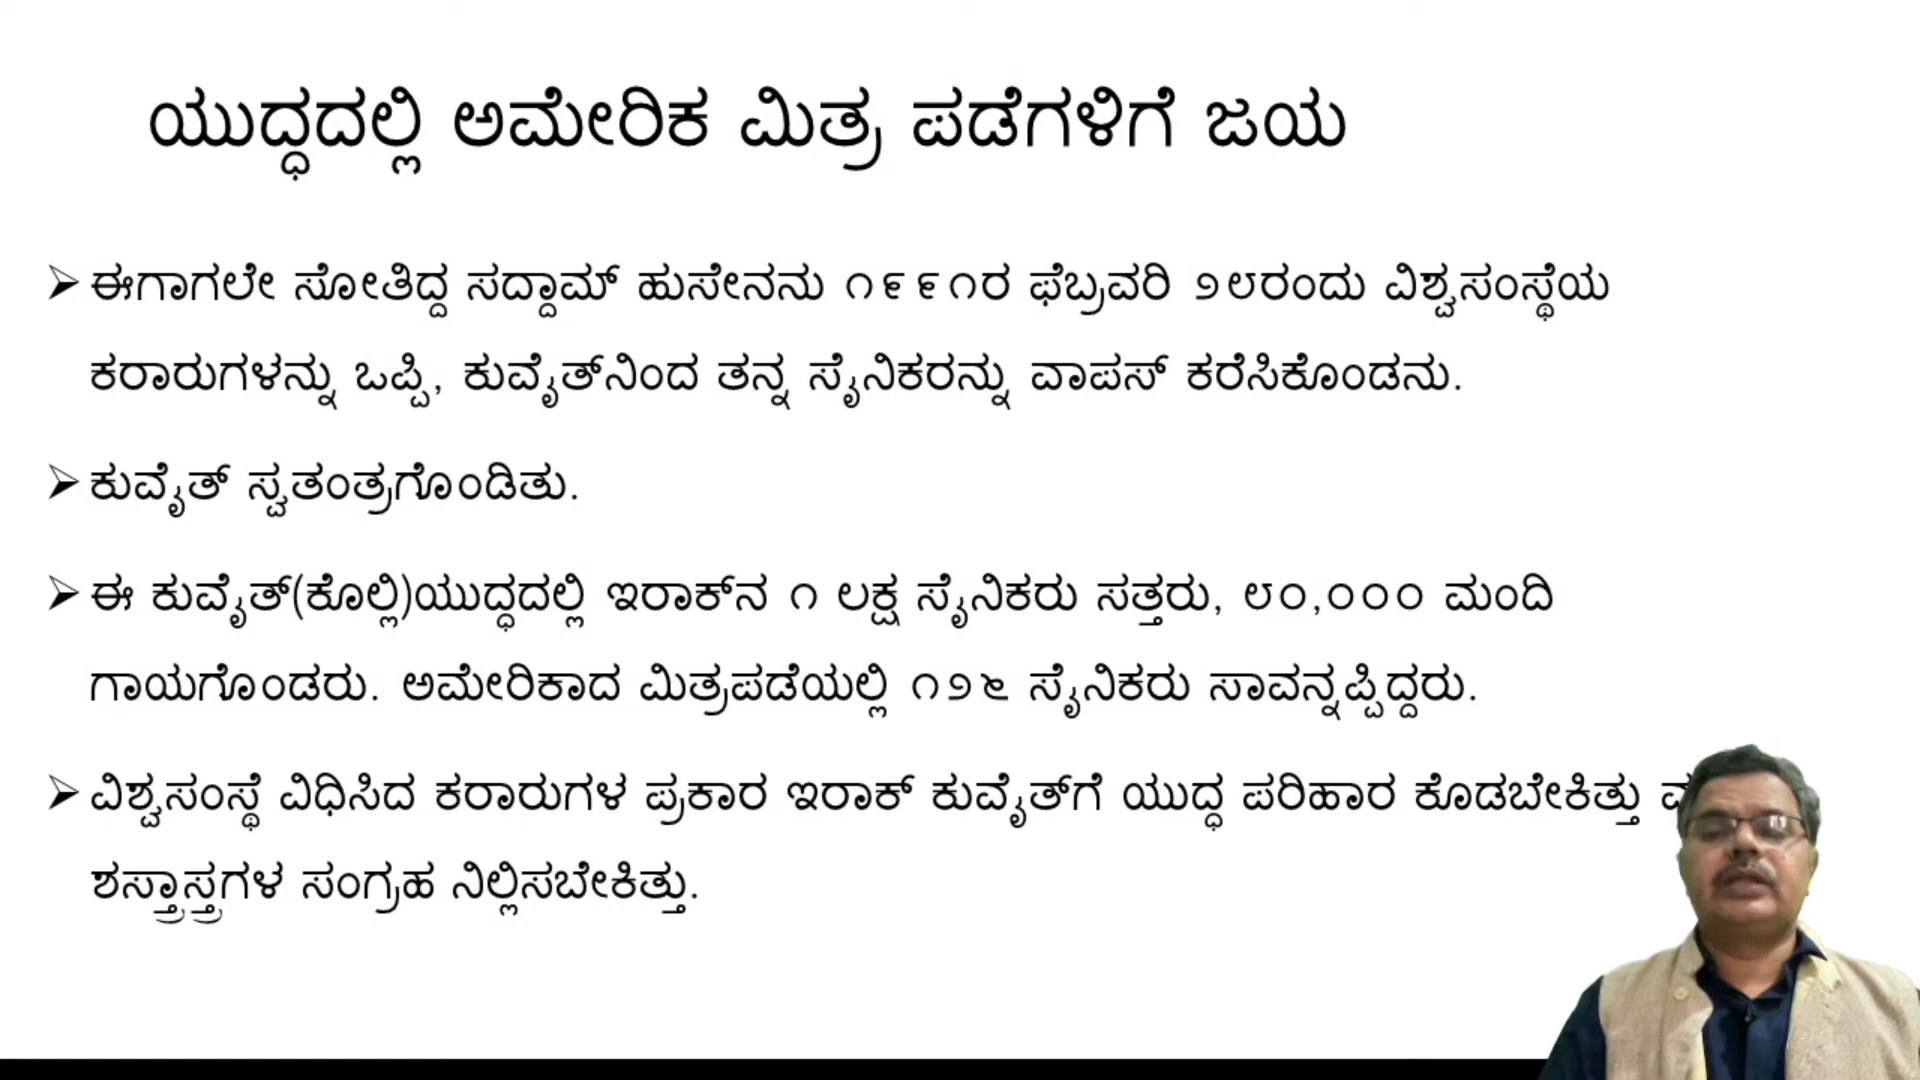 ಯುದ್ಧದಲ್ಲಿ ಅಮೇರಿಕ ಮಿತ್ರ ಪಡೆಗಳಿಗೆ ಜಯ
➢ ಈಗಾಗಲೇ ಸೋತಿದ್ದ ಸದ್ದಾಮ್ ಹುಸೇನನು ೧೯೯೧ರ ಫೆಬ್ರವರಿ ೨೮ರಂದು ವಿಶ್ವಸಂಸ್ಥೆಯ
ಕರಾರುಗಳನ್ನು ಒಪ್ಪಿ, ಕುವೈತ್‌ನಿಂದ ತನ್ನ ಸೈನಿಕರನ್ನು ವಾಪಸ್ ಕರೆಸಿಕೊಂಡನು.
➢ ಕುವೈತ್ ಸ್ವತಂತ್ರಗೊಂಡಿತು.
➢ ಈ ಕುವೈತ್(ಕೊಲ್ಲಿ)ಯುದ್ಧದಲ್ಲಿ ಇರಾಕ್‌ನ ೧ ಲಕ್ಷ ಸೈನಿಕರು ಸತ್ತರು, ೮೦,೦೦೦ ಮಂದಿ
ಗಾಯಗೊಂಡರು. ಅಮೇರಿಕಾದ ಮಿತ್ರಪಡೆಯಲ್ಲಿ ೧೨೬ ಸೈನಿಕರು ಸಾವನ್ನಪ್ಪಿದ್ದರು.
➢ ವಿಶ್ವಸಂಸ್ಥೆ ವಿಧಿಸಿದ ಕರಾರುಗಳ ಪ್ರಕಾರ ಇರಾಕ್ ಕುವೈತ್‌ಗೆ ಯುದ್ಧ ಪರಿಹಾರ ಕೊಡಬೇಕಿತ್ತು
ಶಸ್ತ್ರಾಸ್ತ್ರಗಳ ಸಂಗ್ರಹ ನಿಲ್ಲಿಸಬೇಕಿತ್ತು.